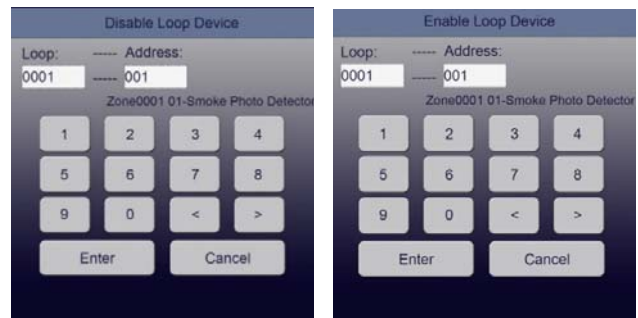 Disable Loop Device
Loop: ----- Address:
0001 ----- 001
Zone0001 01-Smoke Photo Detector
1 2 3 4
5 6 7 8
9 0 < >
Enter Cancel
Enable Loop Device
Loop: ----- Address:
0001 ----- 001
Zone0001 01-Smoke Photo Detector
1 2 3 4
5 6 7 8
9 0 < >
Enter Cancel